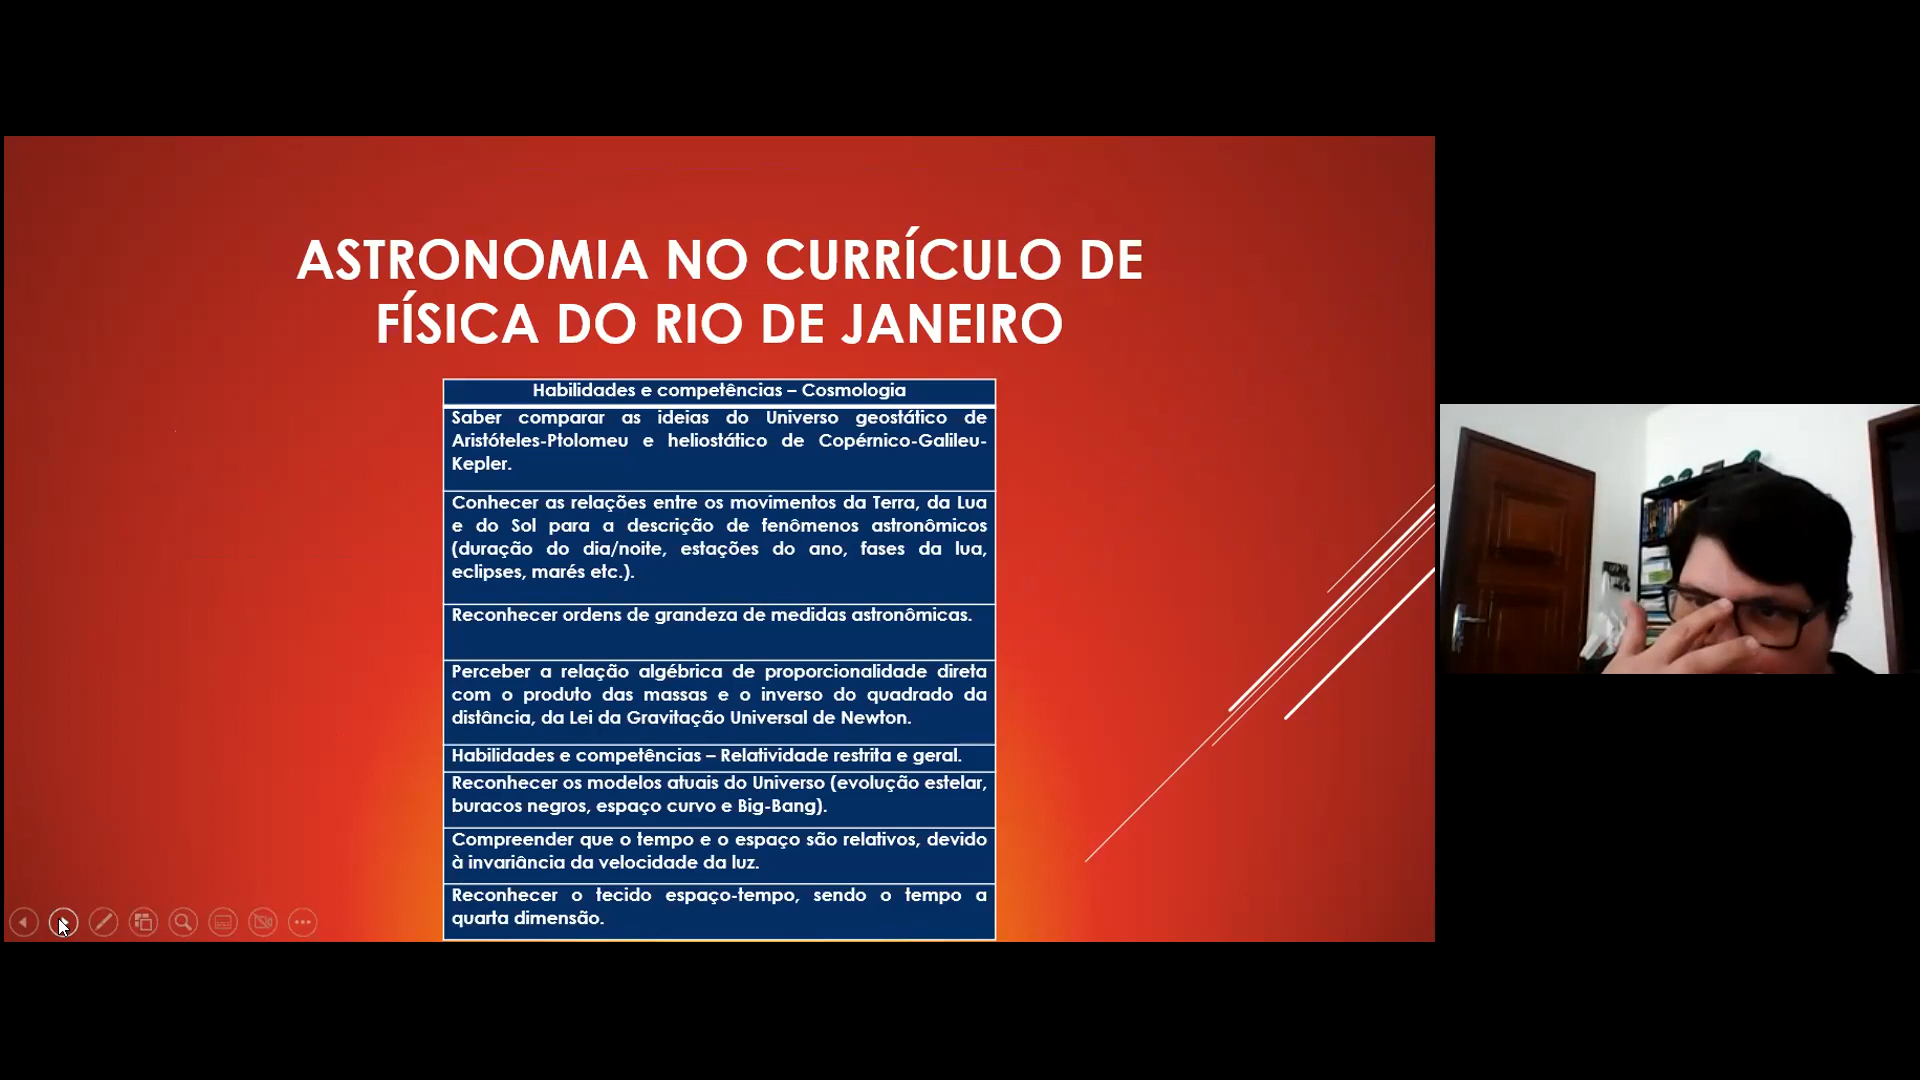 ASTRONOMIA NO CURRÍCULO DE
FÍSICA DO RIO DE JANEIRO
Habilidades e competências – Cosmologia
Saber comparar as ideias do Universo geostático de
Aristóteles-Ptolomeu e heliostático de Copérnico-Galileu-
Kepler.
Conhecer as relações entre os movimentos da Terra, da Lua
e do Sol para a descrição de fenômenos astronômicos
(duração do dia/noite, estações do ano, fases da lua,
eclipses, marés etc.).
Reconhecer ordens de grandeza de medidas astronômicas.
Perceber a relação algébrica de proporcionalidade direta
com o produto das massas e o inverso do quadrado da
distância, da Lei da Gravitação Universal de Newton.
Habilidades e competências – Relatividade restrita e geral.
Reconhecer os modelos atuais do Universo (evolução estelar,
buracos negros, espaço curvo e Big-Bang).
Compreender que o tempo e o espaço são relativos, devido
à invariância da velocidade da luz.
Reconhecer o tecido espaço-tempo, sendo o tempo a
quarta dimensão.